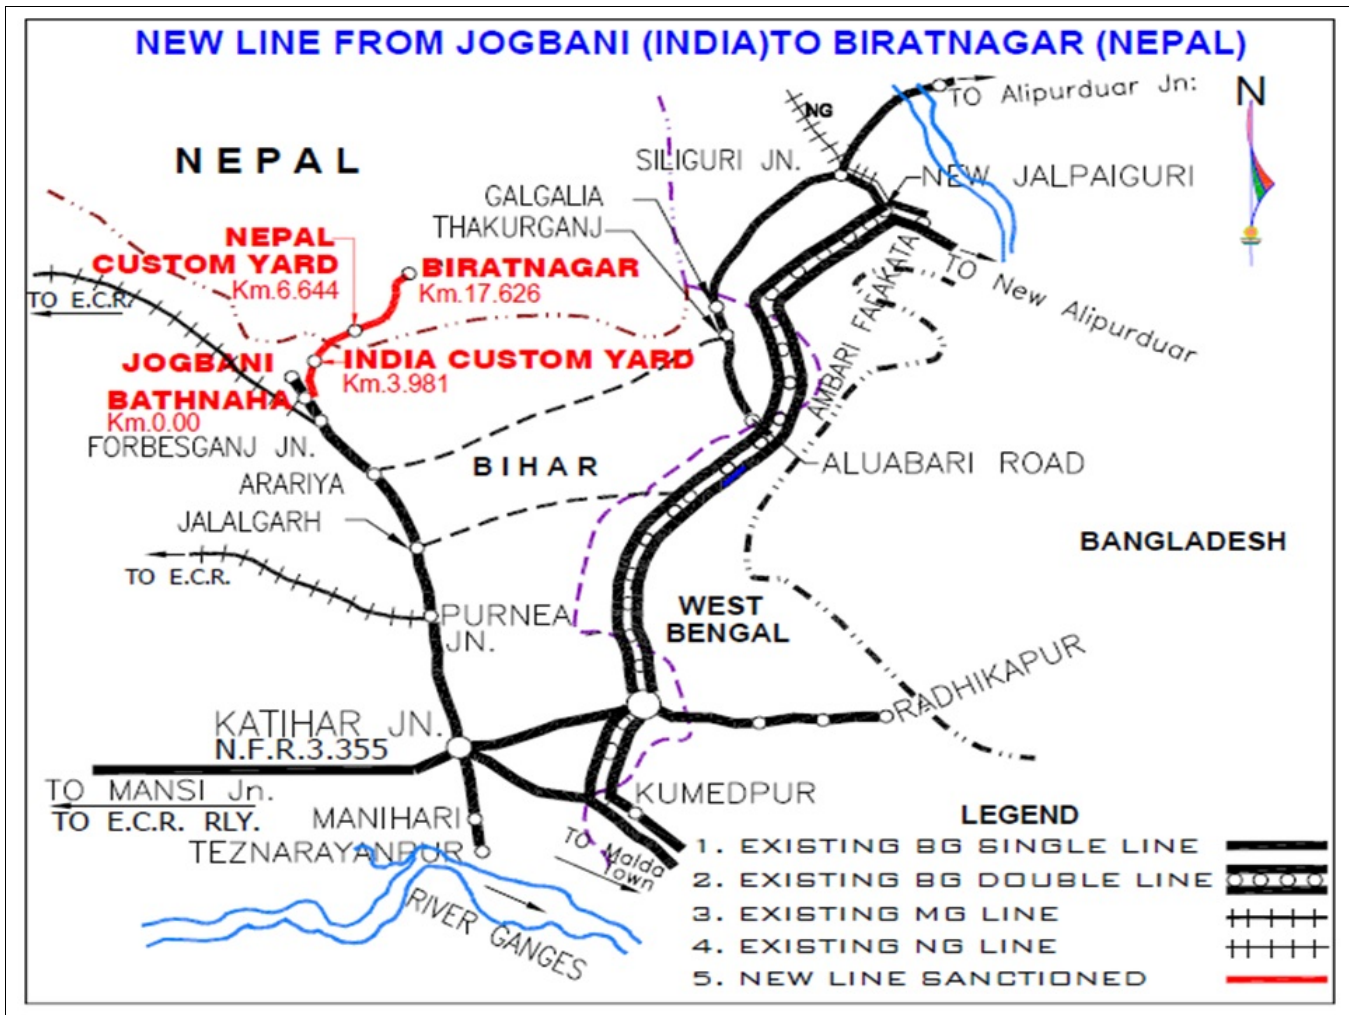 NEW LINE FROM JOGBANI (INDIA)TO BIRATNAGAR (NEPAL)
TO Alipurduar Jn:
N
NG
NEPAL
SILIGURI JN.
NEW JALPAIGURI
GALGALIA
THAKURGANJ
NEPAL
CUSTOM YARD
Km.6.644
BIRATNAGAR
Km.17.626
TO E.C.R.
TO New Alipurduar
AMBARI FALAKATA
JOGBANI
INDIA CUSTOM YARD
Km.3.981
BATHNAHA
Km.0.00
FORBESGANJ JN.
ARARIYA
BIHAR
ALUABARI ROAD
JALALGARH
BANGLADESH
TO E.C.R.
PURNEA
JN.
WEST
BENGAL
RADHIKAPUR
KATIHAR JN.
N.F.R.3.355
TO MANSI Jn.
TO E.C.R. RLY.
KUMEDPUR
MANIHARI
TEZNARAYANPUR
TO Malda
Town
RIVER GANGES
LEGEND
1. EXISTING BG SINGLE LINE
2. EXISTING BG DOUBLE LINE
3. EXISTING MG LINE
4. EXISTING NG LINE
5. NEW LINE SANCTIONED